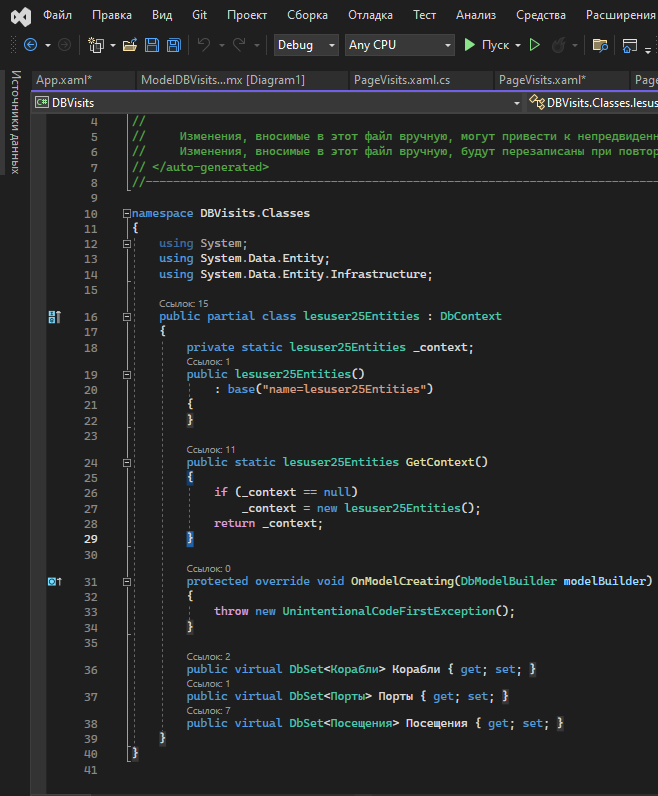 Файл Правка Вид Git Проект Сборка Отладка Тест Анализ Средства Расширения
Debug Any CPU Пуск
App.xaml* ModelDBVisits...mx [Diagram1] PageVisits.xaml.cs PageVisits.xaml*
Источники данных
C# DBVisits DBVisits.Classes.lesus
4 //
5 // Изменения, вносимые в этот файл вручную, могут привести к
6 // Изменения, вносимые в этот файл вручную, будут перезаписаны при
7 // </auto-generated>
8 //------------------------------------------------------------------------------
9
10 namespace DBVisits.Classes
11 {
12 using System;
13 using System.Data.Entity;
14 using System.Data.Entity.Infrastructure;
15
Ссылок: 15
16 public partial class lesuser25Entities : DbContext
17 {
18 private static lesuser25Entities _context;
Ссылок: 1
19 public lesuser25Entities()
20 : base("name=lesuser25Entities")
21 {
22 }
23
Ссылок: 11
24 public static lesuser25Entities GetContext()
25 {
26 if (_context == null)
27 _context = new lesuser25Entities();
28 return _context;
29 }
30
Ссылок: 0
31 protected override void OnModelCreating(DbModelBuilder modelBuilder)
32 {
33 throw new UnintentionalCodeFirstException();
34 }
35
Ссылок: 2
36 public virtual DbSet<Корабли> Корабли { get; set; }
Ссылок: 1
37 public virtual DbSet<Порты> Порты { get; set; }
Ссылок: 7
38 public virtual DbSet<Посещения> Посещения { get; set; }
39 }
40 }
41